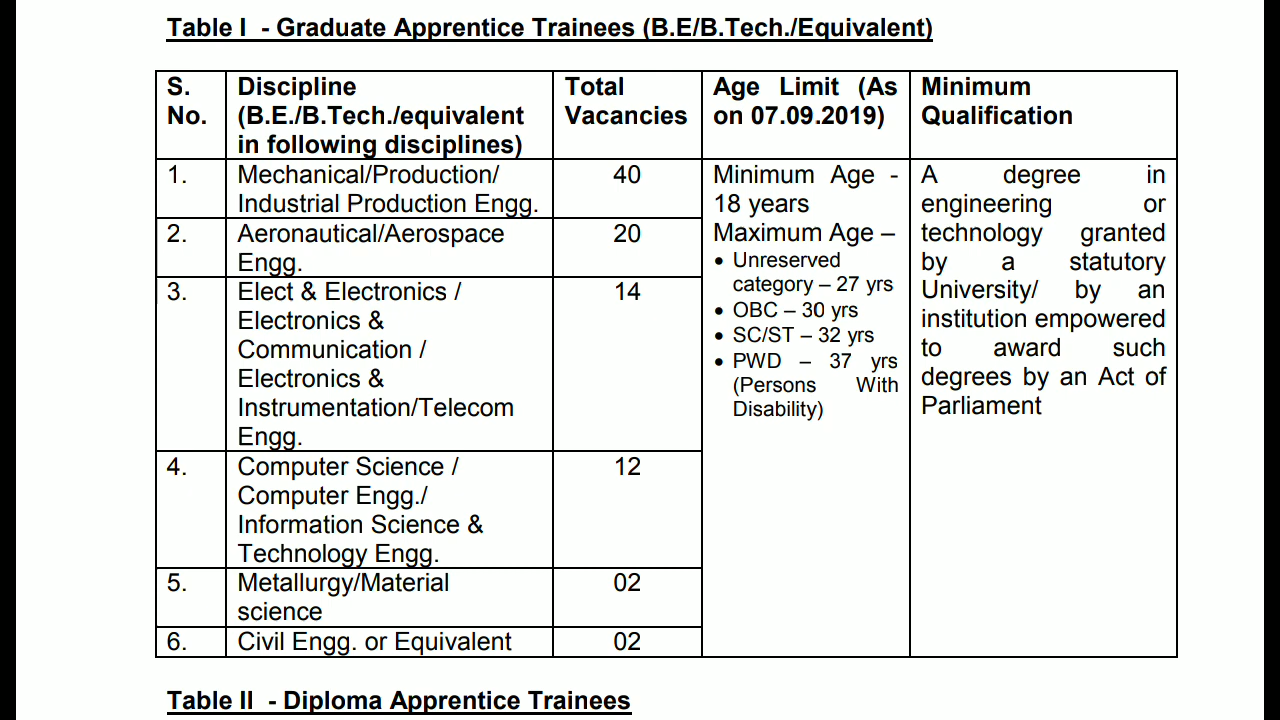 Table I  - Graduate Apprentice Trainees (B.E/B.Tech./Equivalent)
S. No.
Discipline
(B.E./B.Tech./equivalent
in following disciplines)
Total
Vacancies
Age Limit (As
on 07.09.2019)
Minimum
Qualification
1.
Mechanical/Production/
Industrial Production Engg.
40
2.
Aeronautical/Aerospace
Engg.
20
3.
Elect & Electronics /
Electronics &
Communication /
Electronics &
Instrumentation/Telecom
Engg.
14
4.
Computer Science /
Computer Engg./
Information Science &
Technology Engg.
12
5.
Metallurgy/Material
science
02
6.
Civil Engg. or Equivalent
02
Minimum Age -
18 years
Maximum Age –
• Unreserved
category – 27 yrs
• OBC – 30 yrs
• SC/ST – 32 yrs
• PWD – 37 yrs
(Persons With
Disability)
A degree in
engineering or
technology granted
by a statutory
University/ by an
institution empowered
to award such
degrees by an Act of
Parliament
Table II  - Diploma Apprentice Trainees